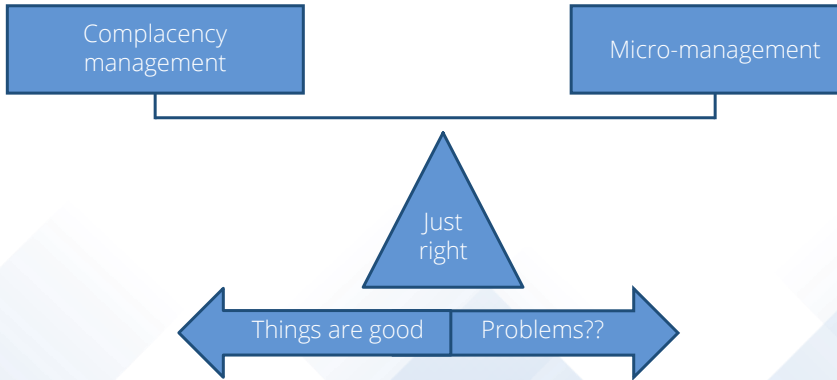 Complacency
management
Micro-management
Just
right
Things are good
Problems??